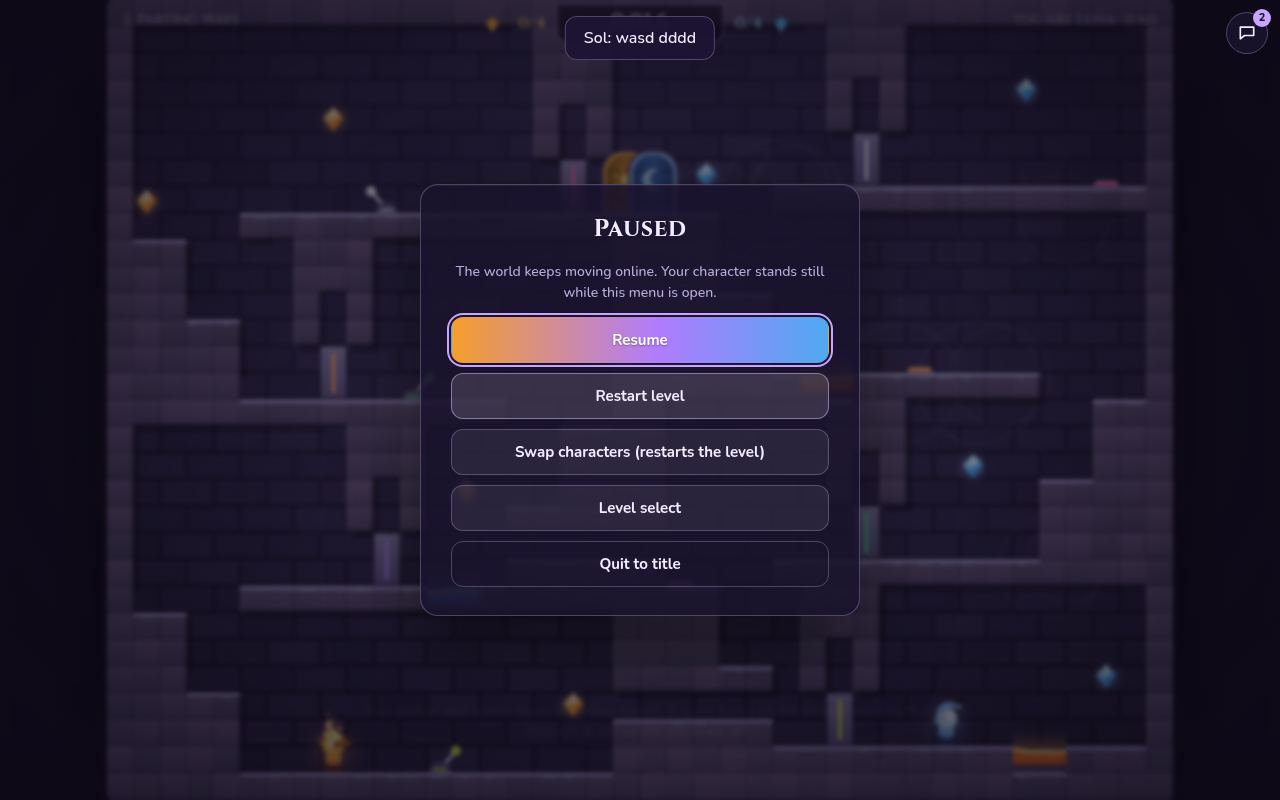 Sol: wasd dddd
2
Paused
The world keeps moving online. Your character stands still
while this menu is open.
Resume
Restart level
Swap characters (restarts the level)
Level select
Quit to title